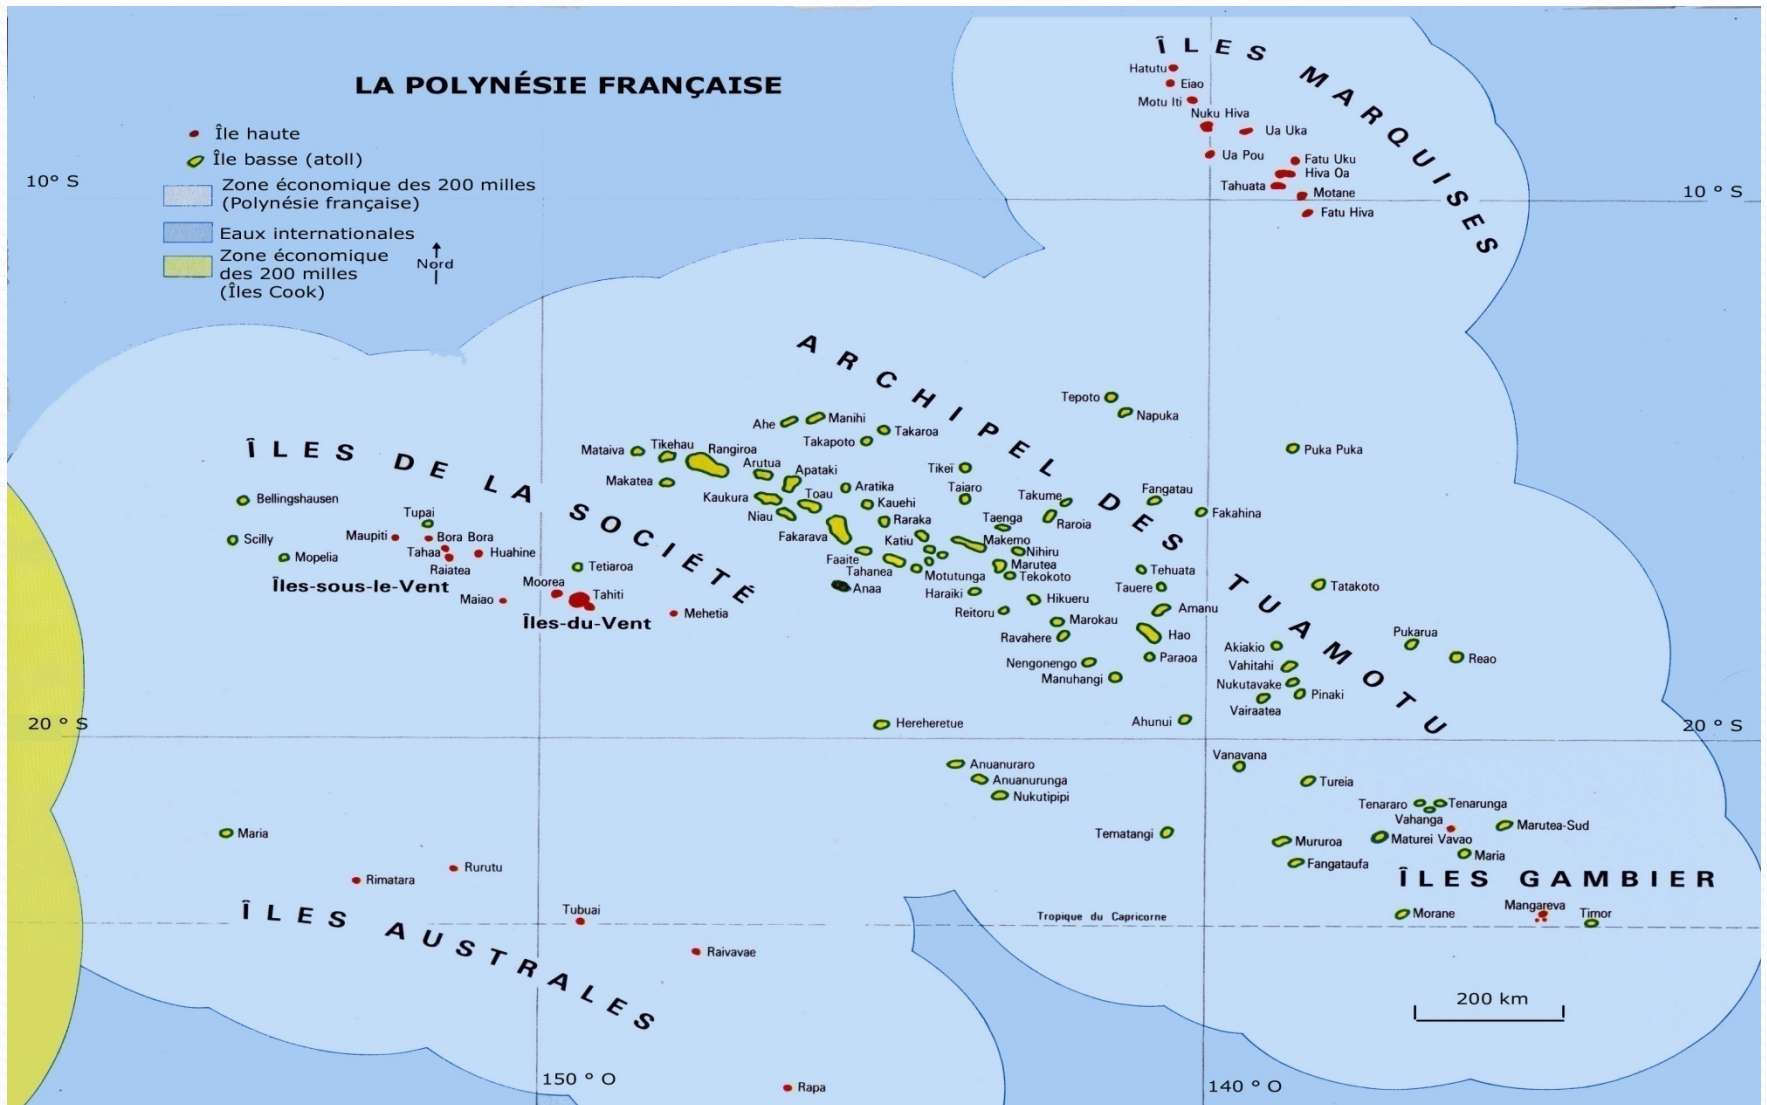 LA POLYNÉSIE FRANÇAISE
Île haute
Île basse (atoll)
Zone économique des 200 milles
(Polynésie française)
Eaux internationales
Zone économique
des 200 milles
(Îles Cook)
Nord
10° S
10 ° S
ÎLES MARQUISES
Hatutu
Eiao
Motu Iti
Nuku Hiva
Ua Uka
Ua Pou
Fatu Uku
Hiva Oa
Tahuata
Motane
Fatu Hiva
ARCHIPEL DES TUAMOTU
Tepoto
Napuka
Ahe
Manihi
Takaroa
Takapoto
Puka Puka
Mataiva
Tikehau
Rangiroa
Arutua
Apataki
Tikeï
Makatea
Kaukura
Toau
Aratika
Taiaro
Takume
Fangatau
Niau
Kauehi
Raraka
Taenga
Raroia
Fakahina
Fakarava
Katiu
Makemo
Nihiru
Faaite
Tahanea
Marutea
Motutunga
Tekokoto
Tehuata
Anaa
Haraiki
Hikueru
Tauere
Tatakoto
Reitoru
Amanu
Marokau
Ravahere
Hao
Akiakio
Pukarua
Reao
Nengonengo
Paraoa
Vahitahi
Manuhangi
Nukutavake
Pinaki
Vairaatea
Hereheretue
Ahunui
ÎLES DE LA SOCIÉTÉ
Bellingshausen
Tupai
Scilly
Maupiti
Bora Bora
Mopelia
Tahaa
Huahine
Raiatea
Tetiaroa
Îles-sous-le-Vent
Moorea
Maiao
Tahiti
Mehetia
Îles-du-Vent
20 ° S
20 ° S
Anuanuraro
Anuanurunga
Nukutipipi
Vanavana
Tureia
Tenararo
Tenarunga
Vahanga
Marutea-Sud
Tematangi
Mururoa
Maturei Vavao
Maria
Fangataufa
ÎLES GAMBIER
Morane
Mangareva
Timor
Maria
Rurutu
Rimatara
Tubuai
ÎLES AUSTRALES
Raivavae
Tropique du Capricorne
200 km
150 ° O
Rapa
140 ° O